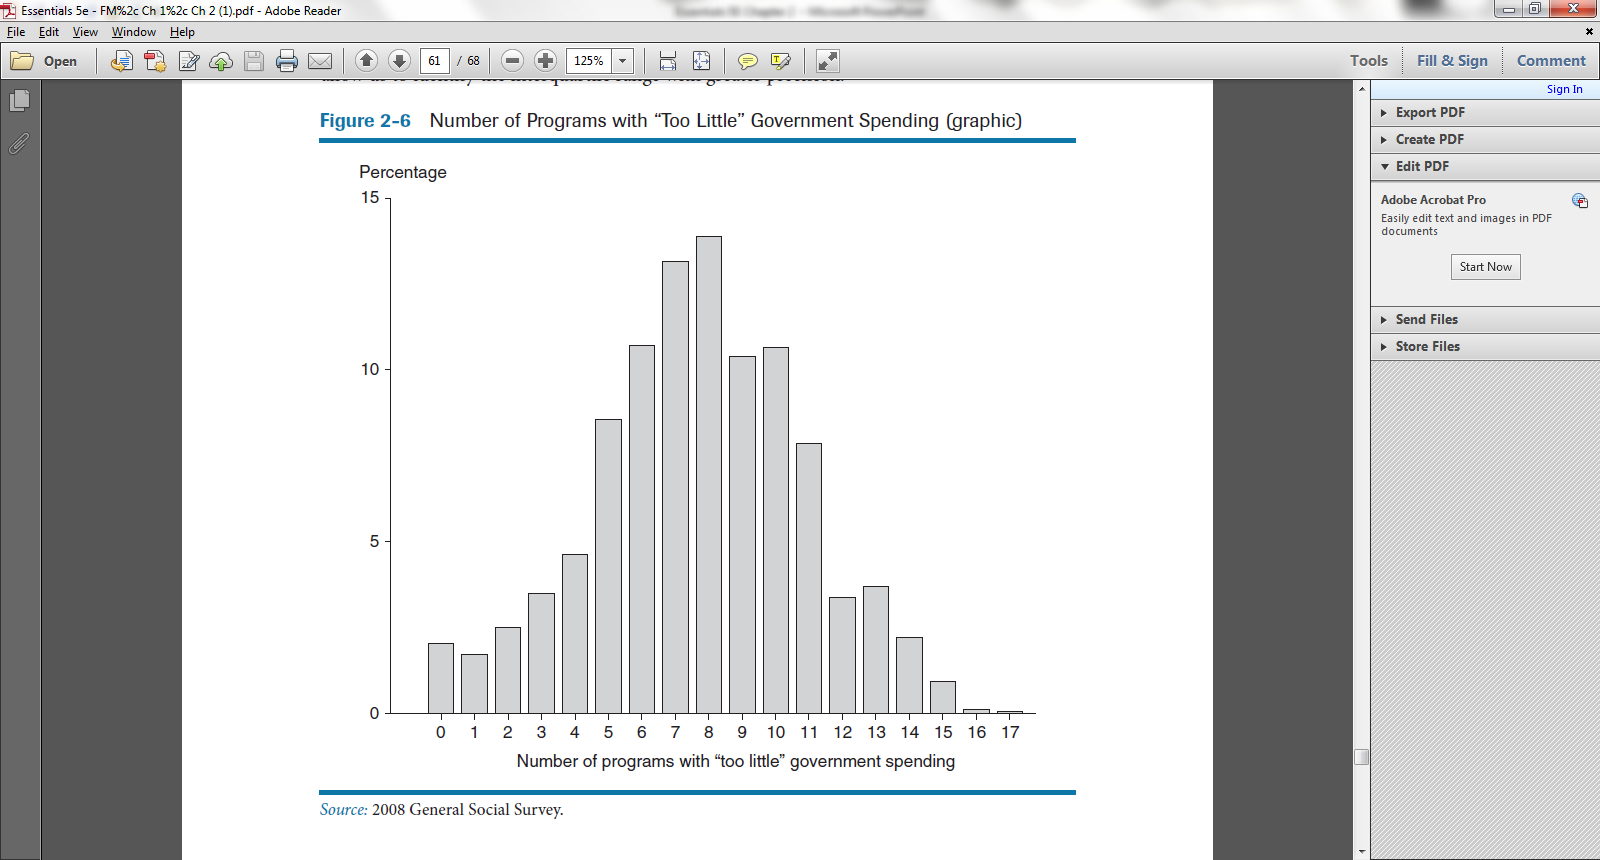 Essentials 5e - FM%2c Ch 1%2c Ch 2 (1).pdf - Adobe Reader
File Edit View Window Help
Open 61 / 68 125% Tools Fill & Sign Comment
Sign In
Export PDF
Create PDF
Edit PDF
Adobe Acrobat Pro
Easily edit text and images in PDF
documents
Start Now
Send Files
Store Files
Figure 2-6 Number of Programs with “Too Little” Government Spending (graphic)
Percentage
15
10
5
0
0 1 2 3 4 5 6 7 8 9 10 11 12 13 14 15 16 17
Number of programs with “too little” government spending
Source: 2008 General Social Survey.